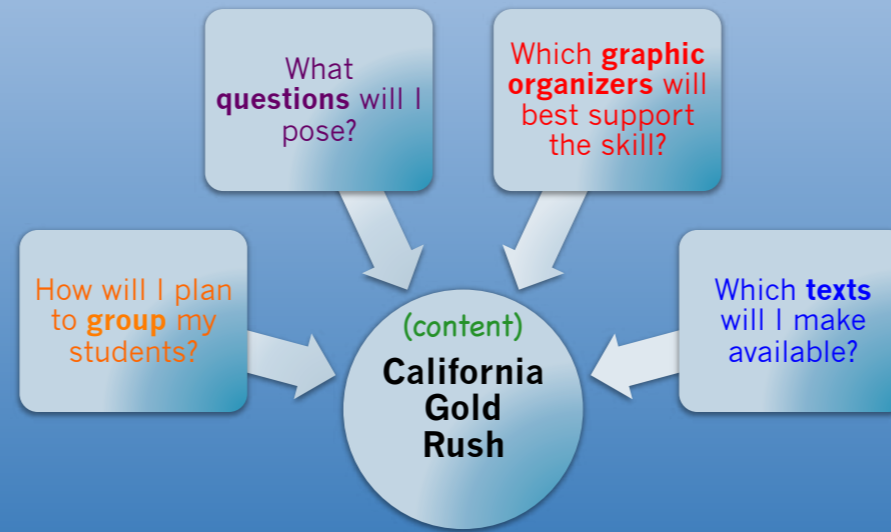 What
questions will I
pose?
Which graphic
organizers will
best support
the skill?
How will I plan
to group my
students?
Which texts
will I make
available?
(content)
California
Gold
Rush